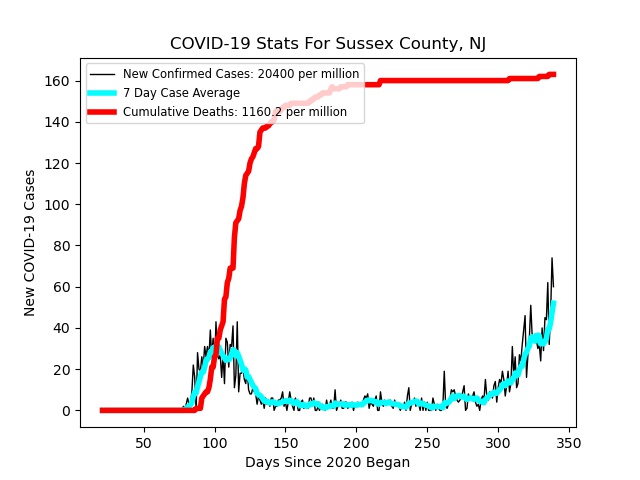 COVID-19 Stats For Sussex County, NJ
New Confirmed Cases: 20400 per million
7 Day Case Average
Cumulative Deaths: 1160.2 per million
New COVID-19 Cases
160
140
120
100
80
60
40
20
0
50 100 150 200 250 300 350
Days Since 2020 Began